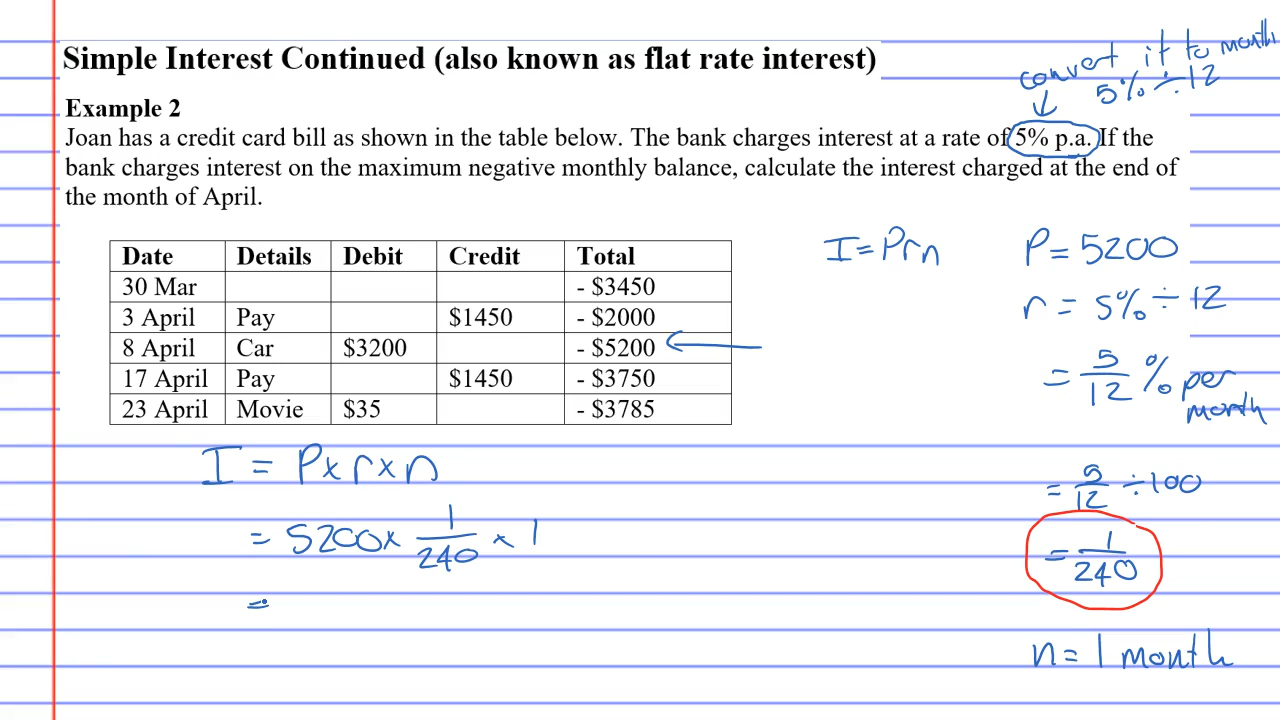 Simple Interest Continued (also known as flat rate interest)
convert it to month
5% ÷ 12
Example 2
Joan has a credit card bill as shown in the table below. The bank charges interest at a rate of 5% p.a. If the
bank charges interest on the maximum negative monthly balance, calculate the interest charged at the end of
the month of April.
Date Details Debit Credit Total
30 Mar - $3450
3 April Pay $1450 - $2000
8 April Car $3200 - $5200
17 April Pay $1450 - $3750
23 April Movie $35 - $3785
I = Prn
P = 5200
r = 5% ÷ 12
= 5/12 % per month
= 5/12 ÷ 100
= 1/240
n = 1 month
I = P × r × n
= 5200 × 1/240 × 1
=